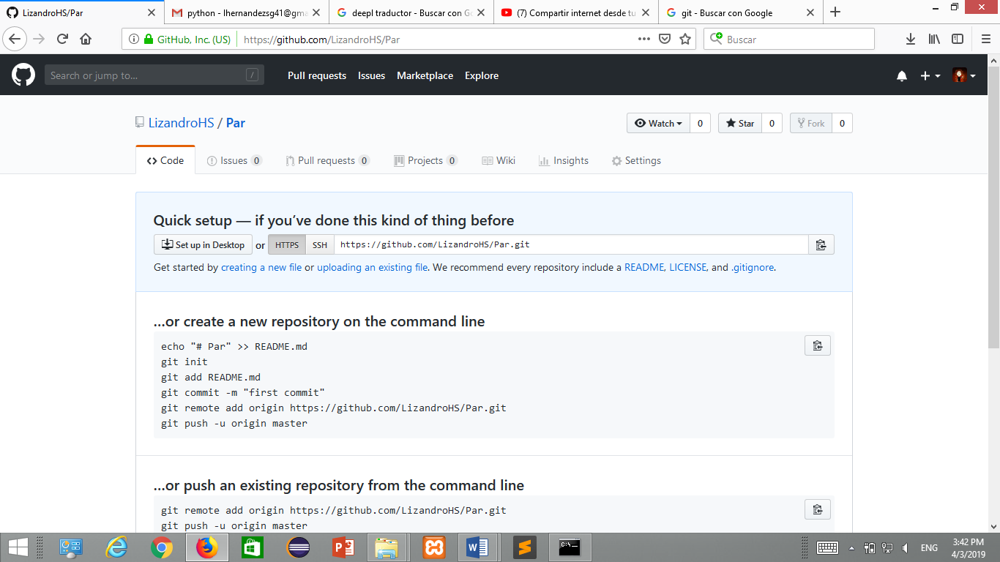 LizandroHS/Par
python - lhernandezsg41@gma
deepl traductor - Buscar con Go
(7) Compartir internet desde tu
git - Buscar con Google
GitHub, Inc. (US)
https://github.com/LizandroHS/Par
Buscar
Search or jump to...
/
Pull requests
Issues
Marketplace
Explore
LizandroHS / Par
Watch 0
Star 0
Fork 0
Code
Issues 0
Pull requests 0
Projects 0
Wiki
Insights
Settings
Quick setup — if you’ve done this kind of thing before
Set up in Desktop or HTTPS SSH https://github.com/LizandroHS/Par.git
Get started by creating a new file or uploading an existing file. We recommend every repository include a README, LICENSE, and .gitignore.
…or create a new repository on the command line
echo "# Par" >> README.md
git init
git add README.md
git commit -m "first commit"
git remote add origin https://github.com/LizandroHS/Par.git
git push -u origin master
…or push an existing repository from the command line
git remote add origin https://github.com/LizandroHS/Par.git
git push -u origin master
ENG
3:42 PM
4/3/2019